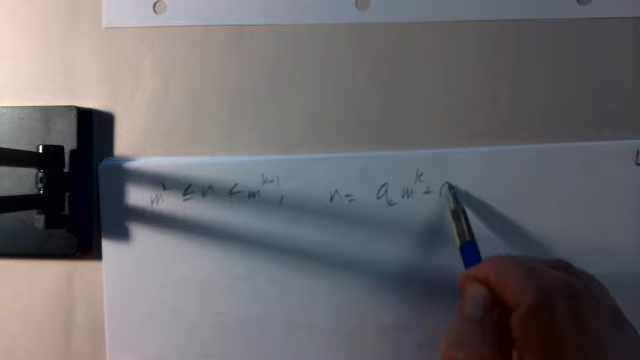 m^k ≤ n < m^{k+1}, n = a_k m^k + r